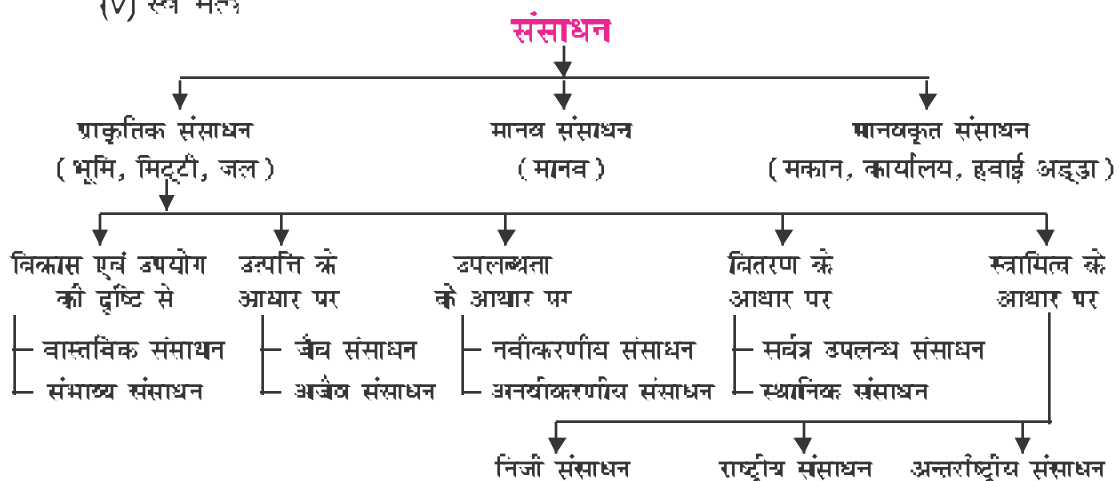 (v)
संसाधन
प्राकृतिक संसाधन मानव संसाधन मानवकृत संसाधन
(भूमि, मिट्टी, जल) (मानव) (मकान, कार्यालय, हवाई अड्डा)
विकास एवं उपयोग उत्पत्ति के उपलब्धता वितरण के स्वामित्व के
की दृष्टि से आधार पर के आधार पर आधार पर आधार पर
वास्तविक संसाधन जैव संसाधन नवीकरणीय संसाधन सर्वत्र उपलब्ध संसाधन
संभाव्य संसाधन अजैव संसाधन अनवीकरणीय संसाधन स्थानिक संसाधन
निजी संसाधन राष्ट्रीय संसाधन अन्तर्राष्ट्रीय संसाधन